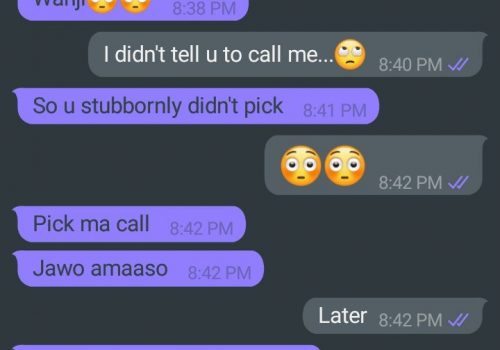 Wanji😳😳 8:38 PM
I didn't tell u to call me...🙄 8:40 PM
So u stubbornly didn't pick 8:41 PM
😳😳 8:42 PM
Pick ma call 8:42 PM
Jawo amaaso 8:42 PM
Later 8:42 PM